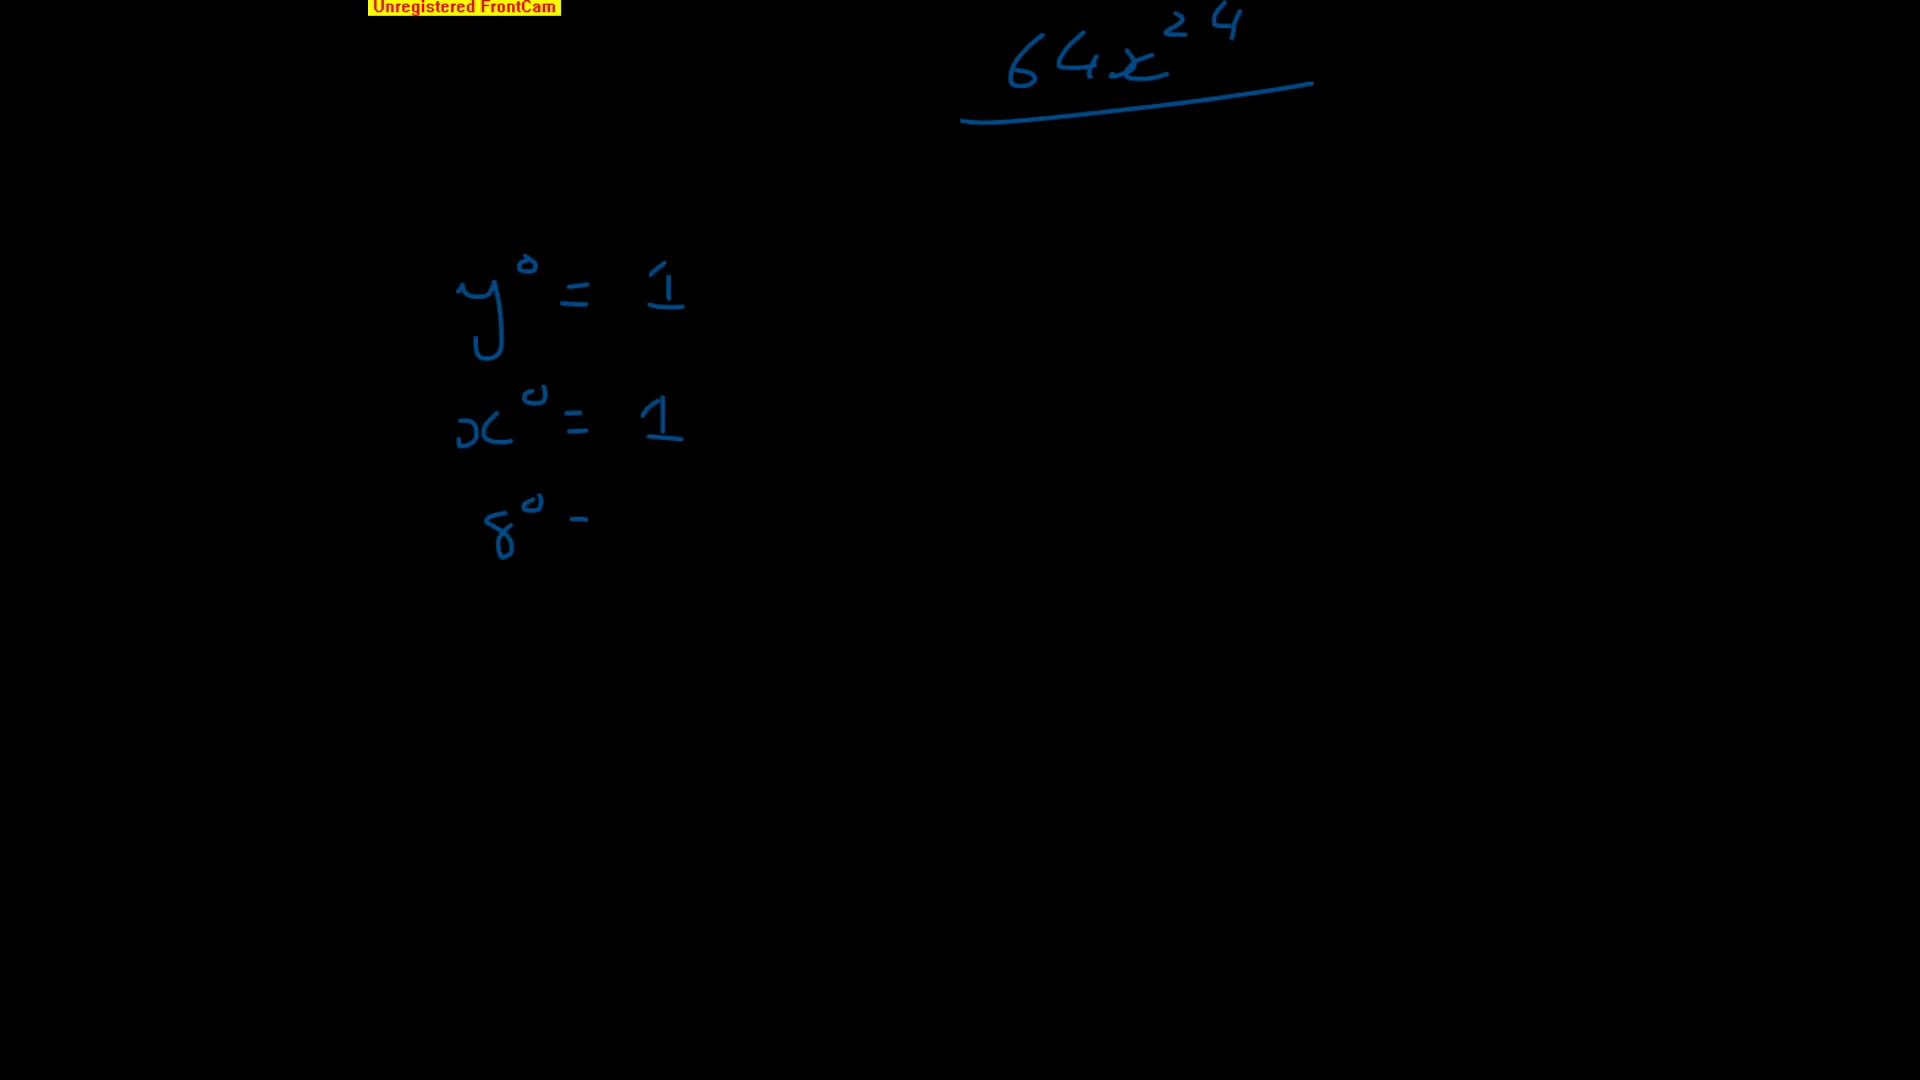 Unregistered FrontCam
64x²⁴
y⁰ = 1
x⁰ = 1
8⁰ -